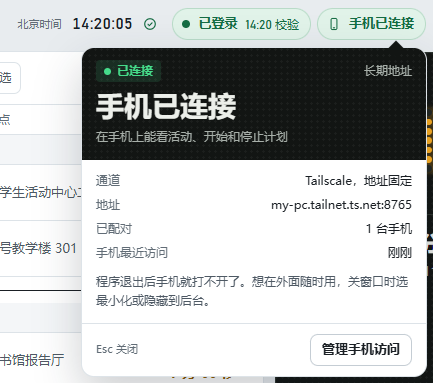 北京时间 14:20:05
已登录 14:20 校验
手机已连接
选
已连接 长期地址
手机已连接
在手机上能看活动、开始和停止计划
点
通道 Tailscale，地址固定
学生活动中心
地址 my-pc.tailnet.ts.net:8765
已配对 1 台手机
号教学楼 301
手机最近访问 刚刚
程序退出后手机就打不开了。想在外面随时用，关窗口时选
最小化或隐藏到后台。
Esc 关闭 管理手机访问
书馆报告厅